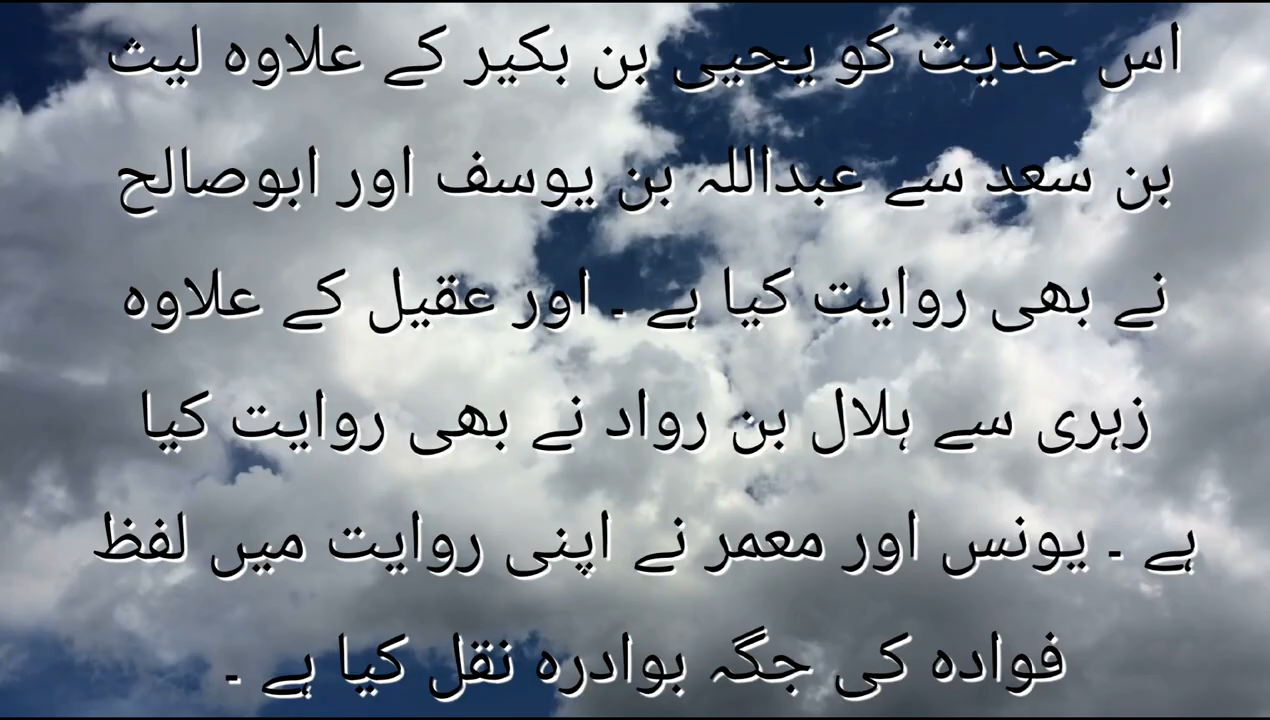 اس حدیث کو یحیی بن بکیر کے علاوہ لیث
بن سعد سے عبداللہ بن یوسف اور ابوصالح
نے بھی روایت کیا ہے ۔ اور عقیل کے علاوہ
زہری سے ہلال بن رواد نے بھی روایت کیا
ہے ۔ یونس اور معمر نے اپنی روایت میں لفظ
فوادہ کی جگہ بوادرہ نقل کیا ہے ۔